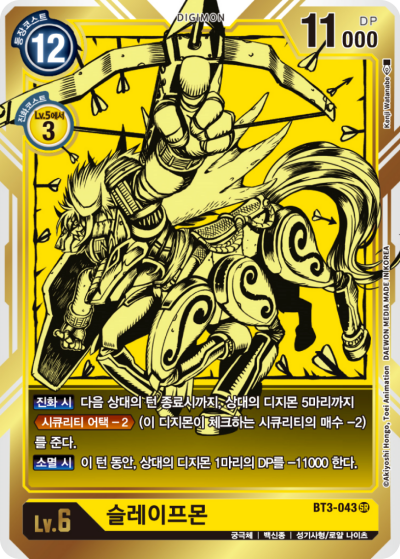 DIGIMON
등장코스트
12
진화코스트
Lv.5에서
3
DP
11000
Kenji Watanabe
©Akiyoshi Hongo, Toei Animation DAEWON MEDIA MADE IN KOREA
진화 시 다음 상대의 턴 종료시까지, 상대의 디지몬 5마리까지
시큐리티 어택 -2 (이 디지몬이 체크하는 시큐리티의 매수 -2)
를 준다.
소멸 시 이 턴 동안, 상대의 디지몬 1마리의 DP를 -11000 한다.
BT3-043 SR
Lv.6
슬레이프몬
궁극체 | 백신종 | 성기사형/로얄 나이츠